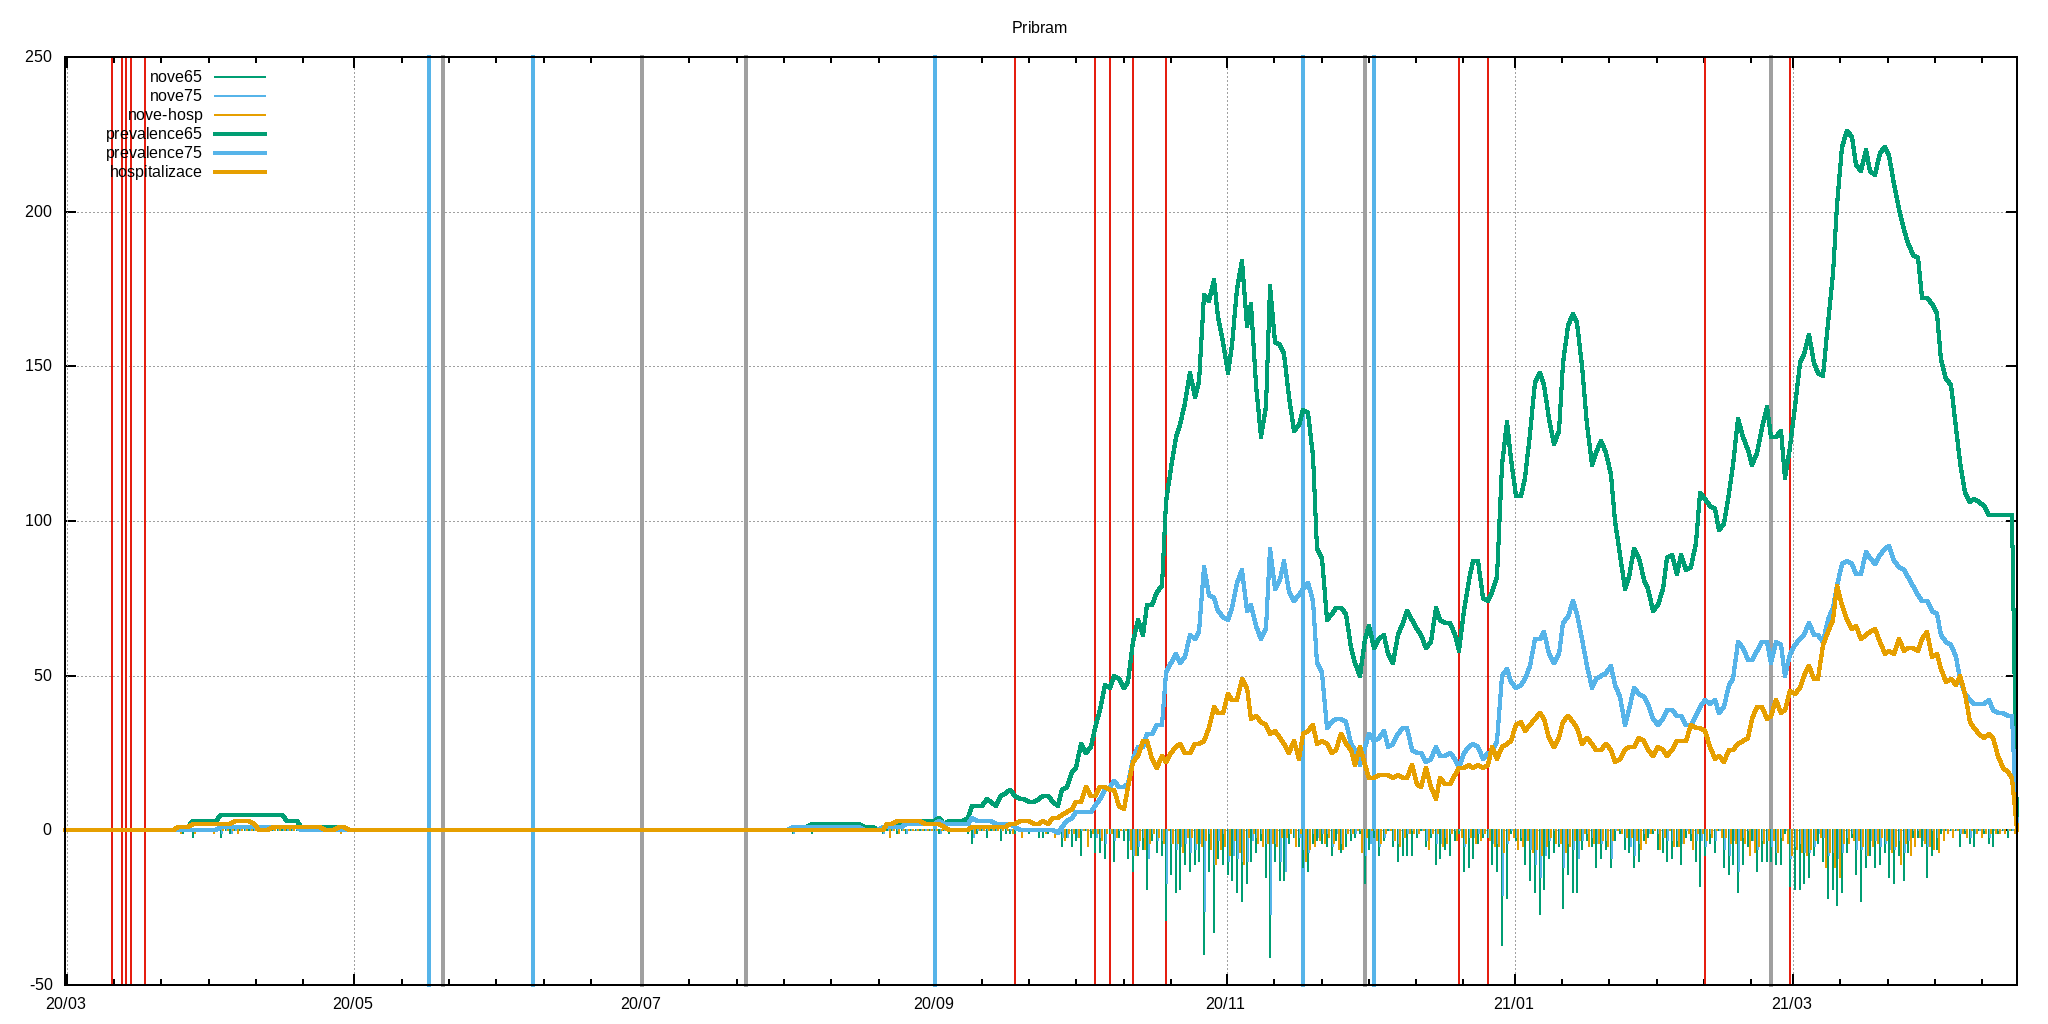 Pribram
250
nove65
nove75
nove-hosp
prevalence65
prevalence75
hospitalizace
200
150
100
50
0
-50
20/03 20/05 20/07 20/09 20/11 21/01 21/03